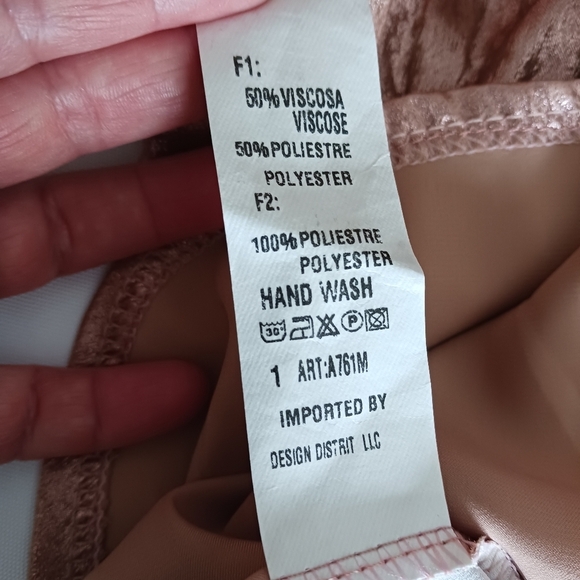 F1:
50%VISCOSA
VISCOSE
50%POLIESTRE
POLYESTER
F2:
100%POLIESTRE
POLYESTER
HAND WASH
30° P
1 ART:A761M
IMPORTED BY
DESIGN DISTRIT LLC